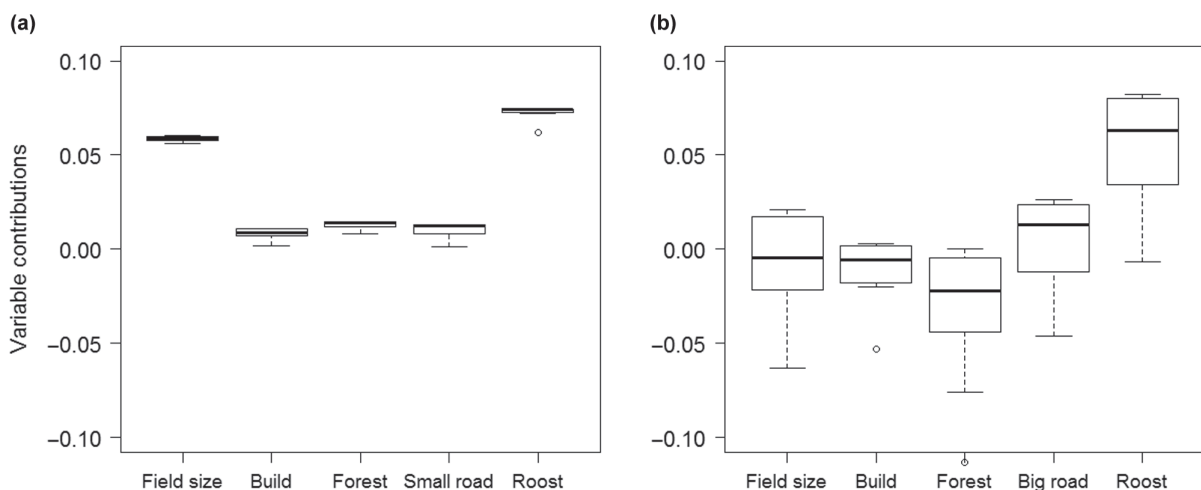 (a)
Variable contributions
0.10
0.05
0.00
−0.05
−0.10
Field size Build Forest Small road Roost
(b)
0.10
0.05
0.00
−0.05
−0.10
Field size Build Forest Big road Roost